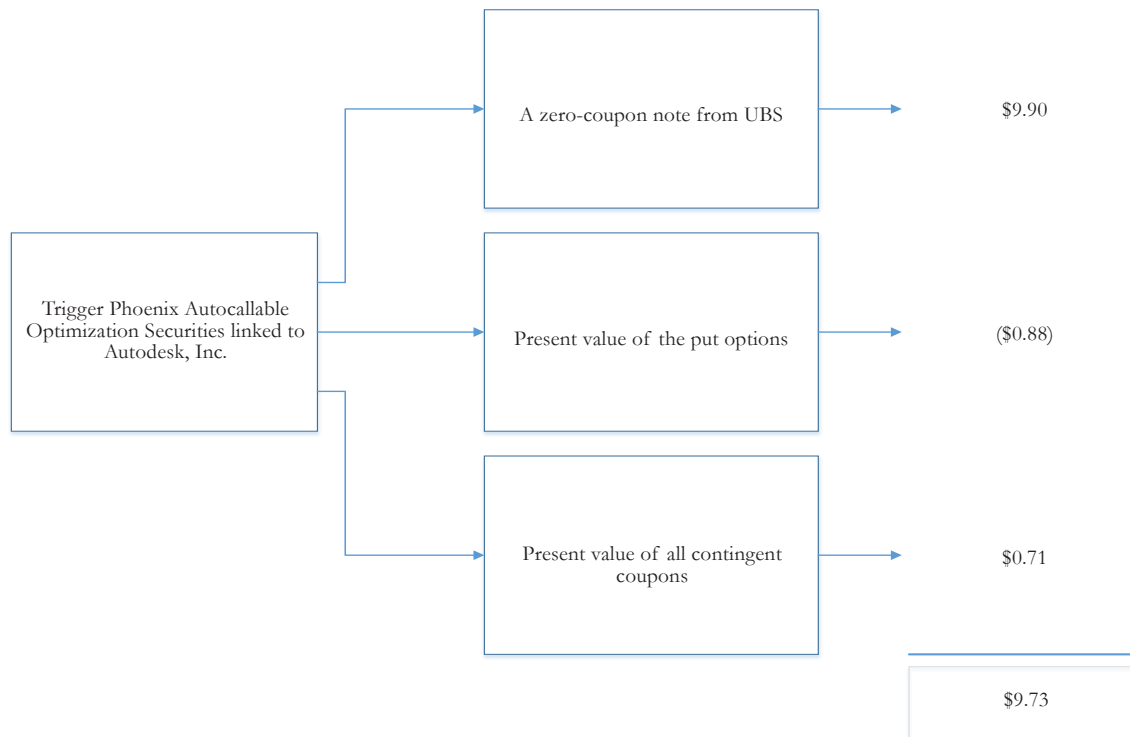 A zero-coupon note from UBS
$9.90
Trigger Phoenix Autocallable
Optimization Securities linked to
Autodesk, Inc.
Present value of the put options
($0.88)
Present value of all contingent
coupons
$0.71
$9.73